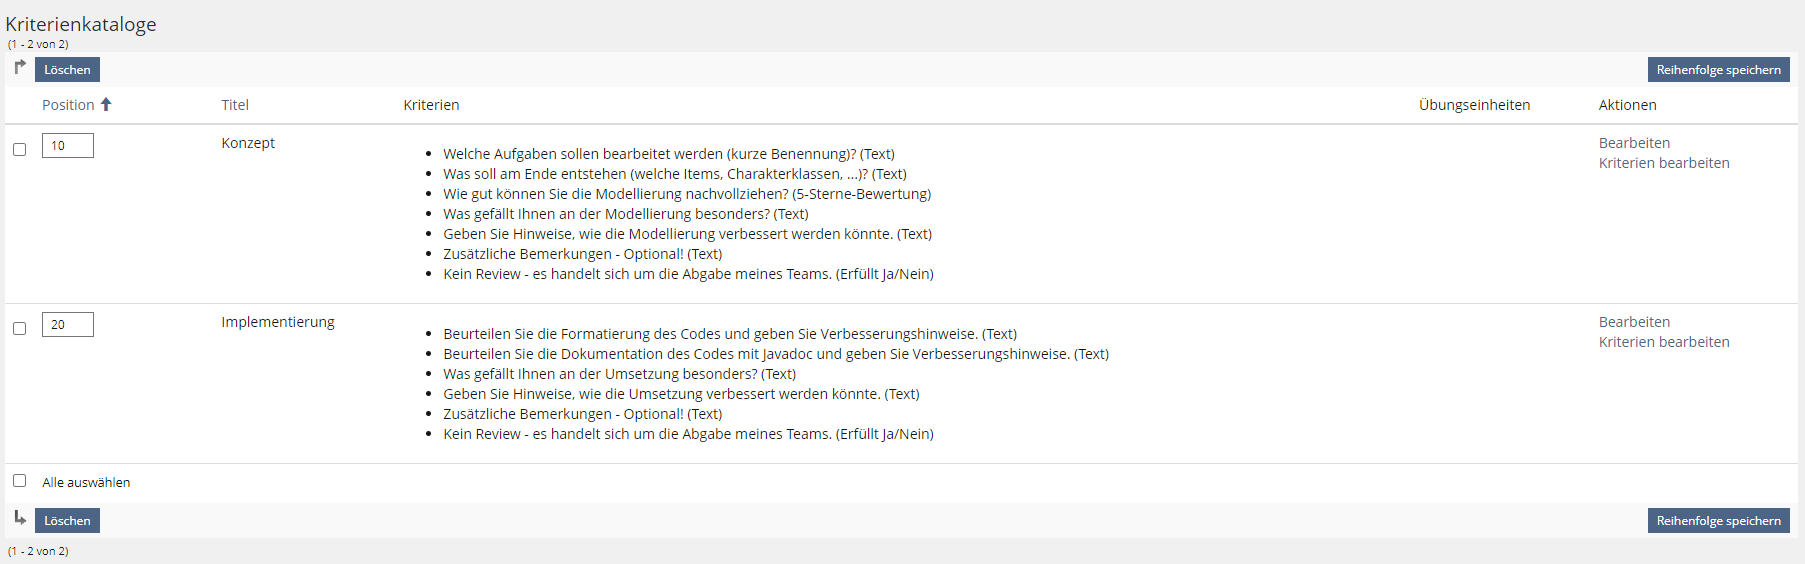 Kriterienkataloge
(1 - 2 von 2)
Löschen Reihenfolge speichern
Position Titel Kriterien Übungseinheiten Aktionen
10 Konzept Bearbeiten
Kriterien bearbeiten
• Welche Aufgaben sollen bearbeitet werden (kurze Benennung)? (Text)
• Was soll am Ende entstehen (welche Items, Charakterklassen, ...)? (Text)
• Wie gut können Sie die Modellierung nachvollziehen? (5-Sterne-Bewertung)
• Was gefällt Ihnen an der Modellierung besonders? (Text)
• Geben Sie Hinweise, wie die Modellierung verbessert werden könnte. (Text)
• Zusätzliche Bemerkungen - Optional! (Text)
• Kein Review - es handelt sich um die Abgabe meines Teams. (Erfüllt Ja/Nein)
20 Implementierung Bearbeiten
Kriterien bearbeiten
• Beurteilen Sie die Formatierung des Codes und geben Sie Verbesserungshinweise. (Text)
• Beurteilen Sie die Dokumentation des Codes mit Javadoc und geben Sie Verbesserungshinweise. (Text)
• Was gefällt Ihnen an der Umsetzung besonders? (Text)
• Geben Sie Hinweise, wie die Umsetzung verbessert werden könnte. (Text)
• Zusätzliche Bemerkungen - Optional! (Text)
• Kein Review - es handelt sich um die Abgabe meines Teams. (Erfüllt Ja/Nein)
Alle auswählen
Löschen Reihenfolge speichern
(1 - 2 von 2)